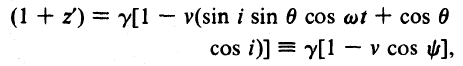 (1 + z′) = γ[1 − v(sin i sin θ cos ωt + cos θ
cos i)] ≡ γ[1 − v cos ψ],